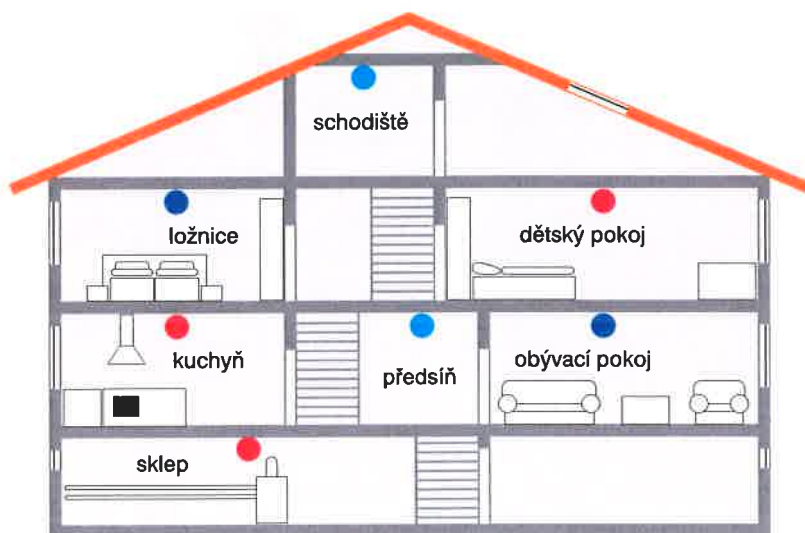 schodiště
ložnice
dětský pokoj
kuchyň
předsíň
obývací pokoj
sklep